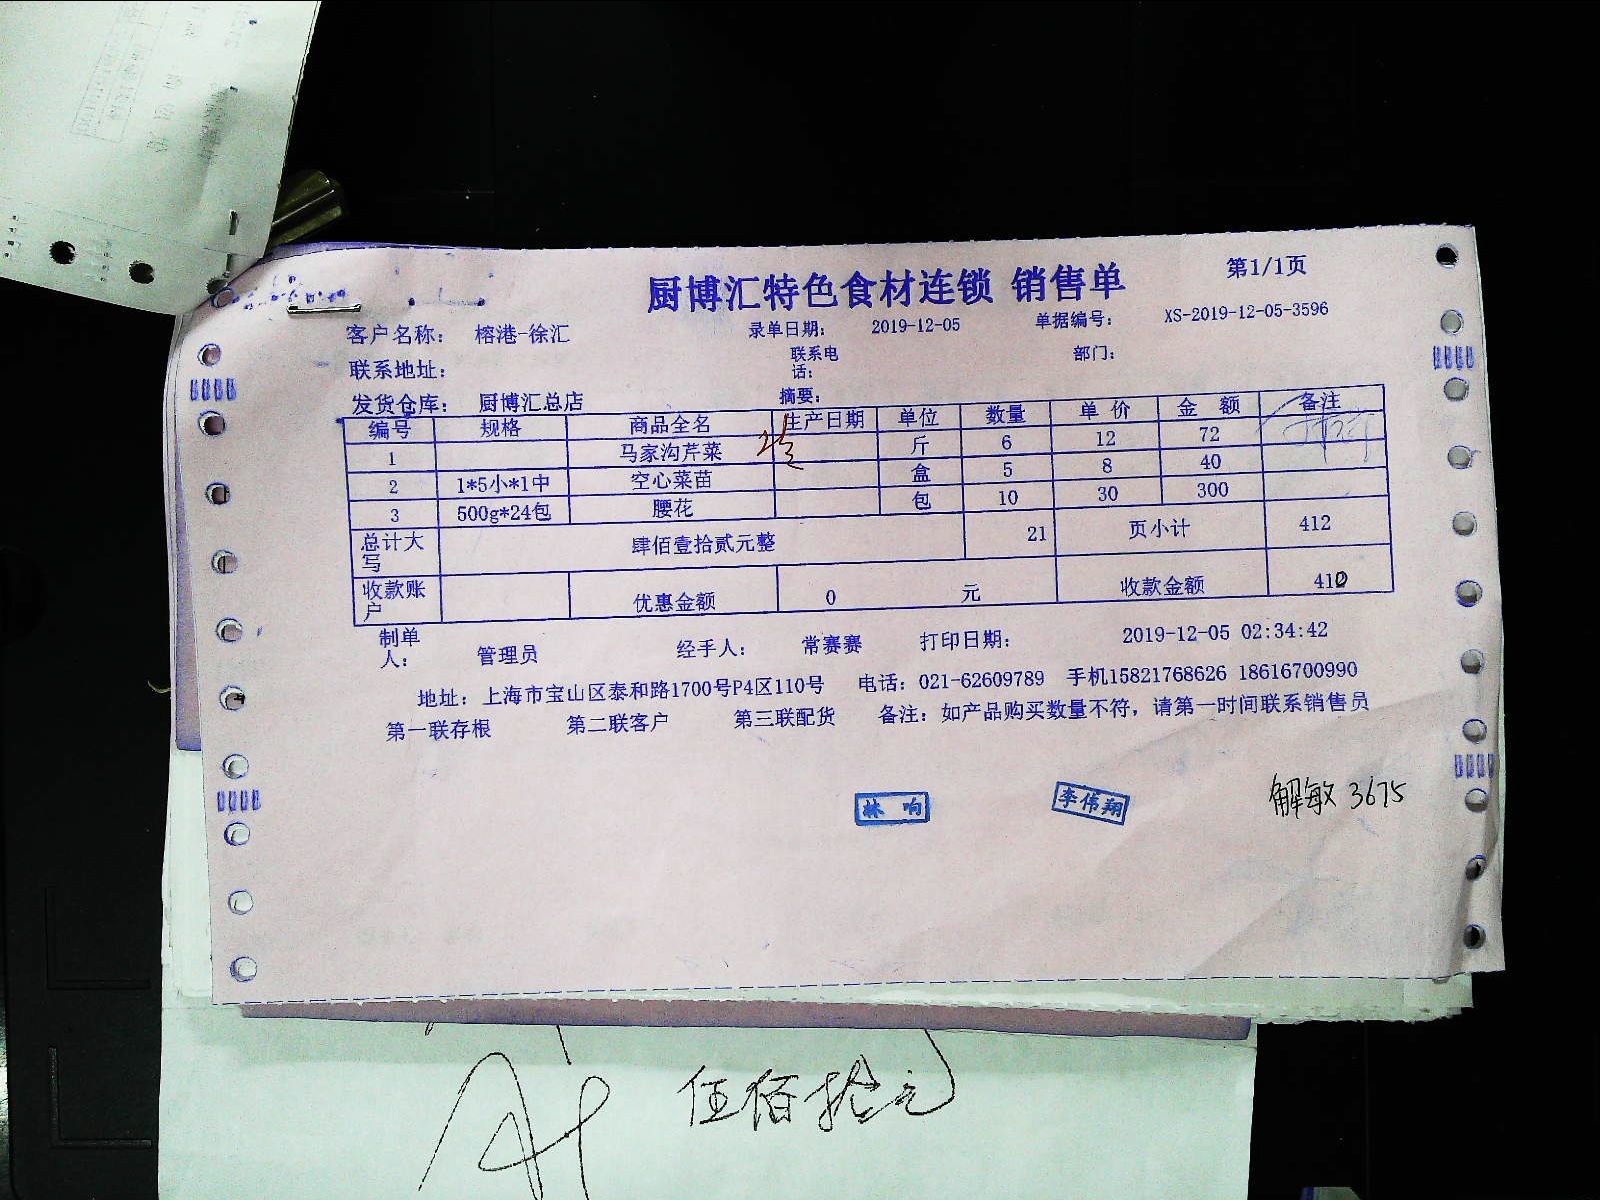 厨博汇特色食材连锁 销售单
第1/1页
客户名称： 榕港-徐汇 录单日期： 2019-12-05 单据编号： XS-2019-12-05-3596
联系地址： 联系电话： 部门：
发货仓库： 厨博汇总店 摘要：
编号 规格 商品全名 生产日期 单位 数量 单 价 金 额 备注
1 马家沟芹菜 斤 6 12 72
2 1*5小*1中 空心菜苗 盒 5 8 40
3 500g*24包 腰花 包 10 30 300
总计大写 肆佰壹拾贰元整 21 页小计 412
收款账户 优惠金额 0 元 收款金额 410
制单人： 管理员 经手人： 常赛赛 打印日期： 2019-12-05 02:34:42
地址：上海市宝山区泰和路1700号P4区110号 电话：021-62609789 手机15821768626 18616700990
第一联存根 第二联客户 第三联配货 备注：如产品购买数量不符，请第一时间联系销售员
林 响 李伟翔 解敏 3675
伍佰拾元